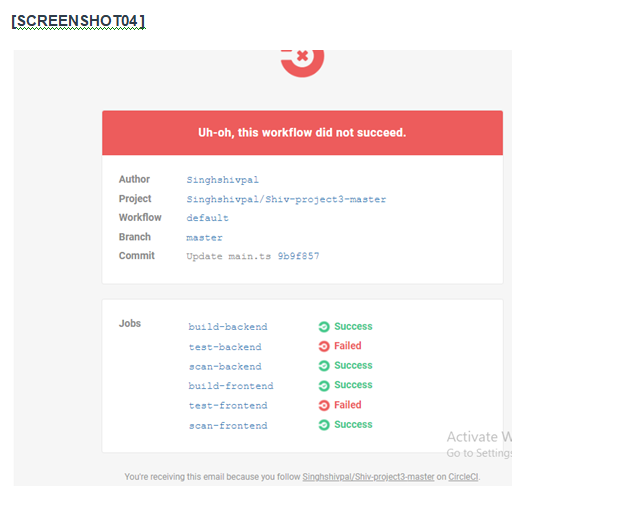 [SCREENSHOT04]
Uh-oh, this workflow did not succeed.
Author Singhshivpal
Project Singhshivpal/Shiv-project3-master
Workflow default
Branch master
Commit Update main.ts 9b9f857
Jobs build-backend Success
test-backend Failed
scan-backend Success
build-frontend Success
test-frontend Failed
scan-frontend Success
Activate W
Go to Settings
You're receiving this email because you follow Singhshivpal/Shiv-project3-master on CircleCI.